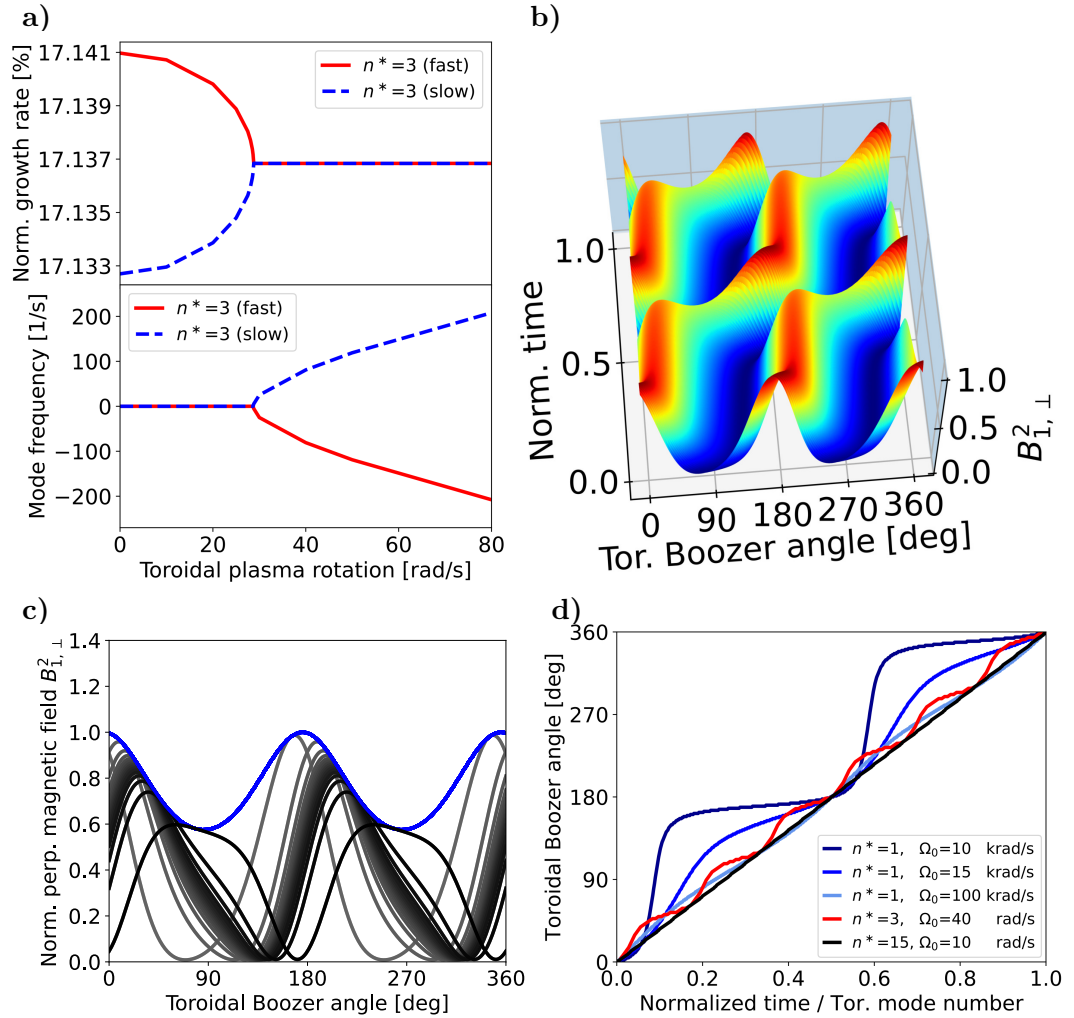 a)
Norm. growth rate [%]
17.141
17.139
17.137
17.135
17.133
n*=3 (fast)
n*=3 (slow)
Mode frequency [1/s]
200
100
0
−100
−200
n*=3 (fast)
n*=3 (slow)
0 20 40 60 80
Toroidal plasma rotation [rad/s]
b)
Norm. time
1.0
0.5
0.0
0 90 180 270 360
Tor. Boozer angle [deg]
1.0
0.5
0.0
B²₁,⊥
c)
Norm. perp. magnetic field B²₁,⊥
1.4
1.2
1.0
0.8
0.6
0.4
0.2
0.0
0 90 180 270 360
Toroidal Boozer angle [deg]
d)
Toroidal Boozer angle [deg]
360
270
180
90
0
n*=1, Ω₀=10 krad/s
n*=1, Ω₀=15 krad/s
n*=1, Ω₀=100 krad/s
n*=3, Ω₀=40 rad/s
n*=15, Ω₀=10 rad/s
0.0 0.2 0.4 0.6 0.8 1.0
Normalized time / Tor. mode number